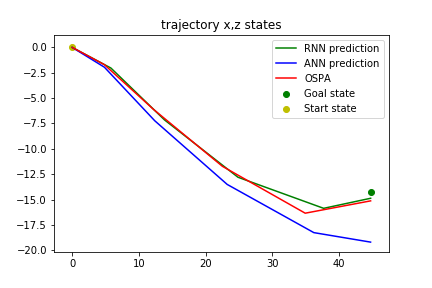 trajectory x,z states
RNN prediction
ANN prediction
OSPA
Goal state
Start state
0.0
−2.5
−5.0
−7.5
−10.0
−12.5
−15.0
−17.5
−20.0
0 10 20 30 40